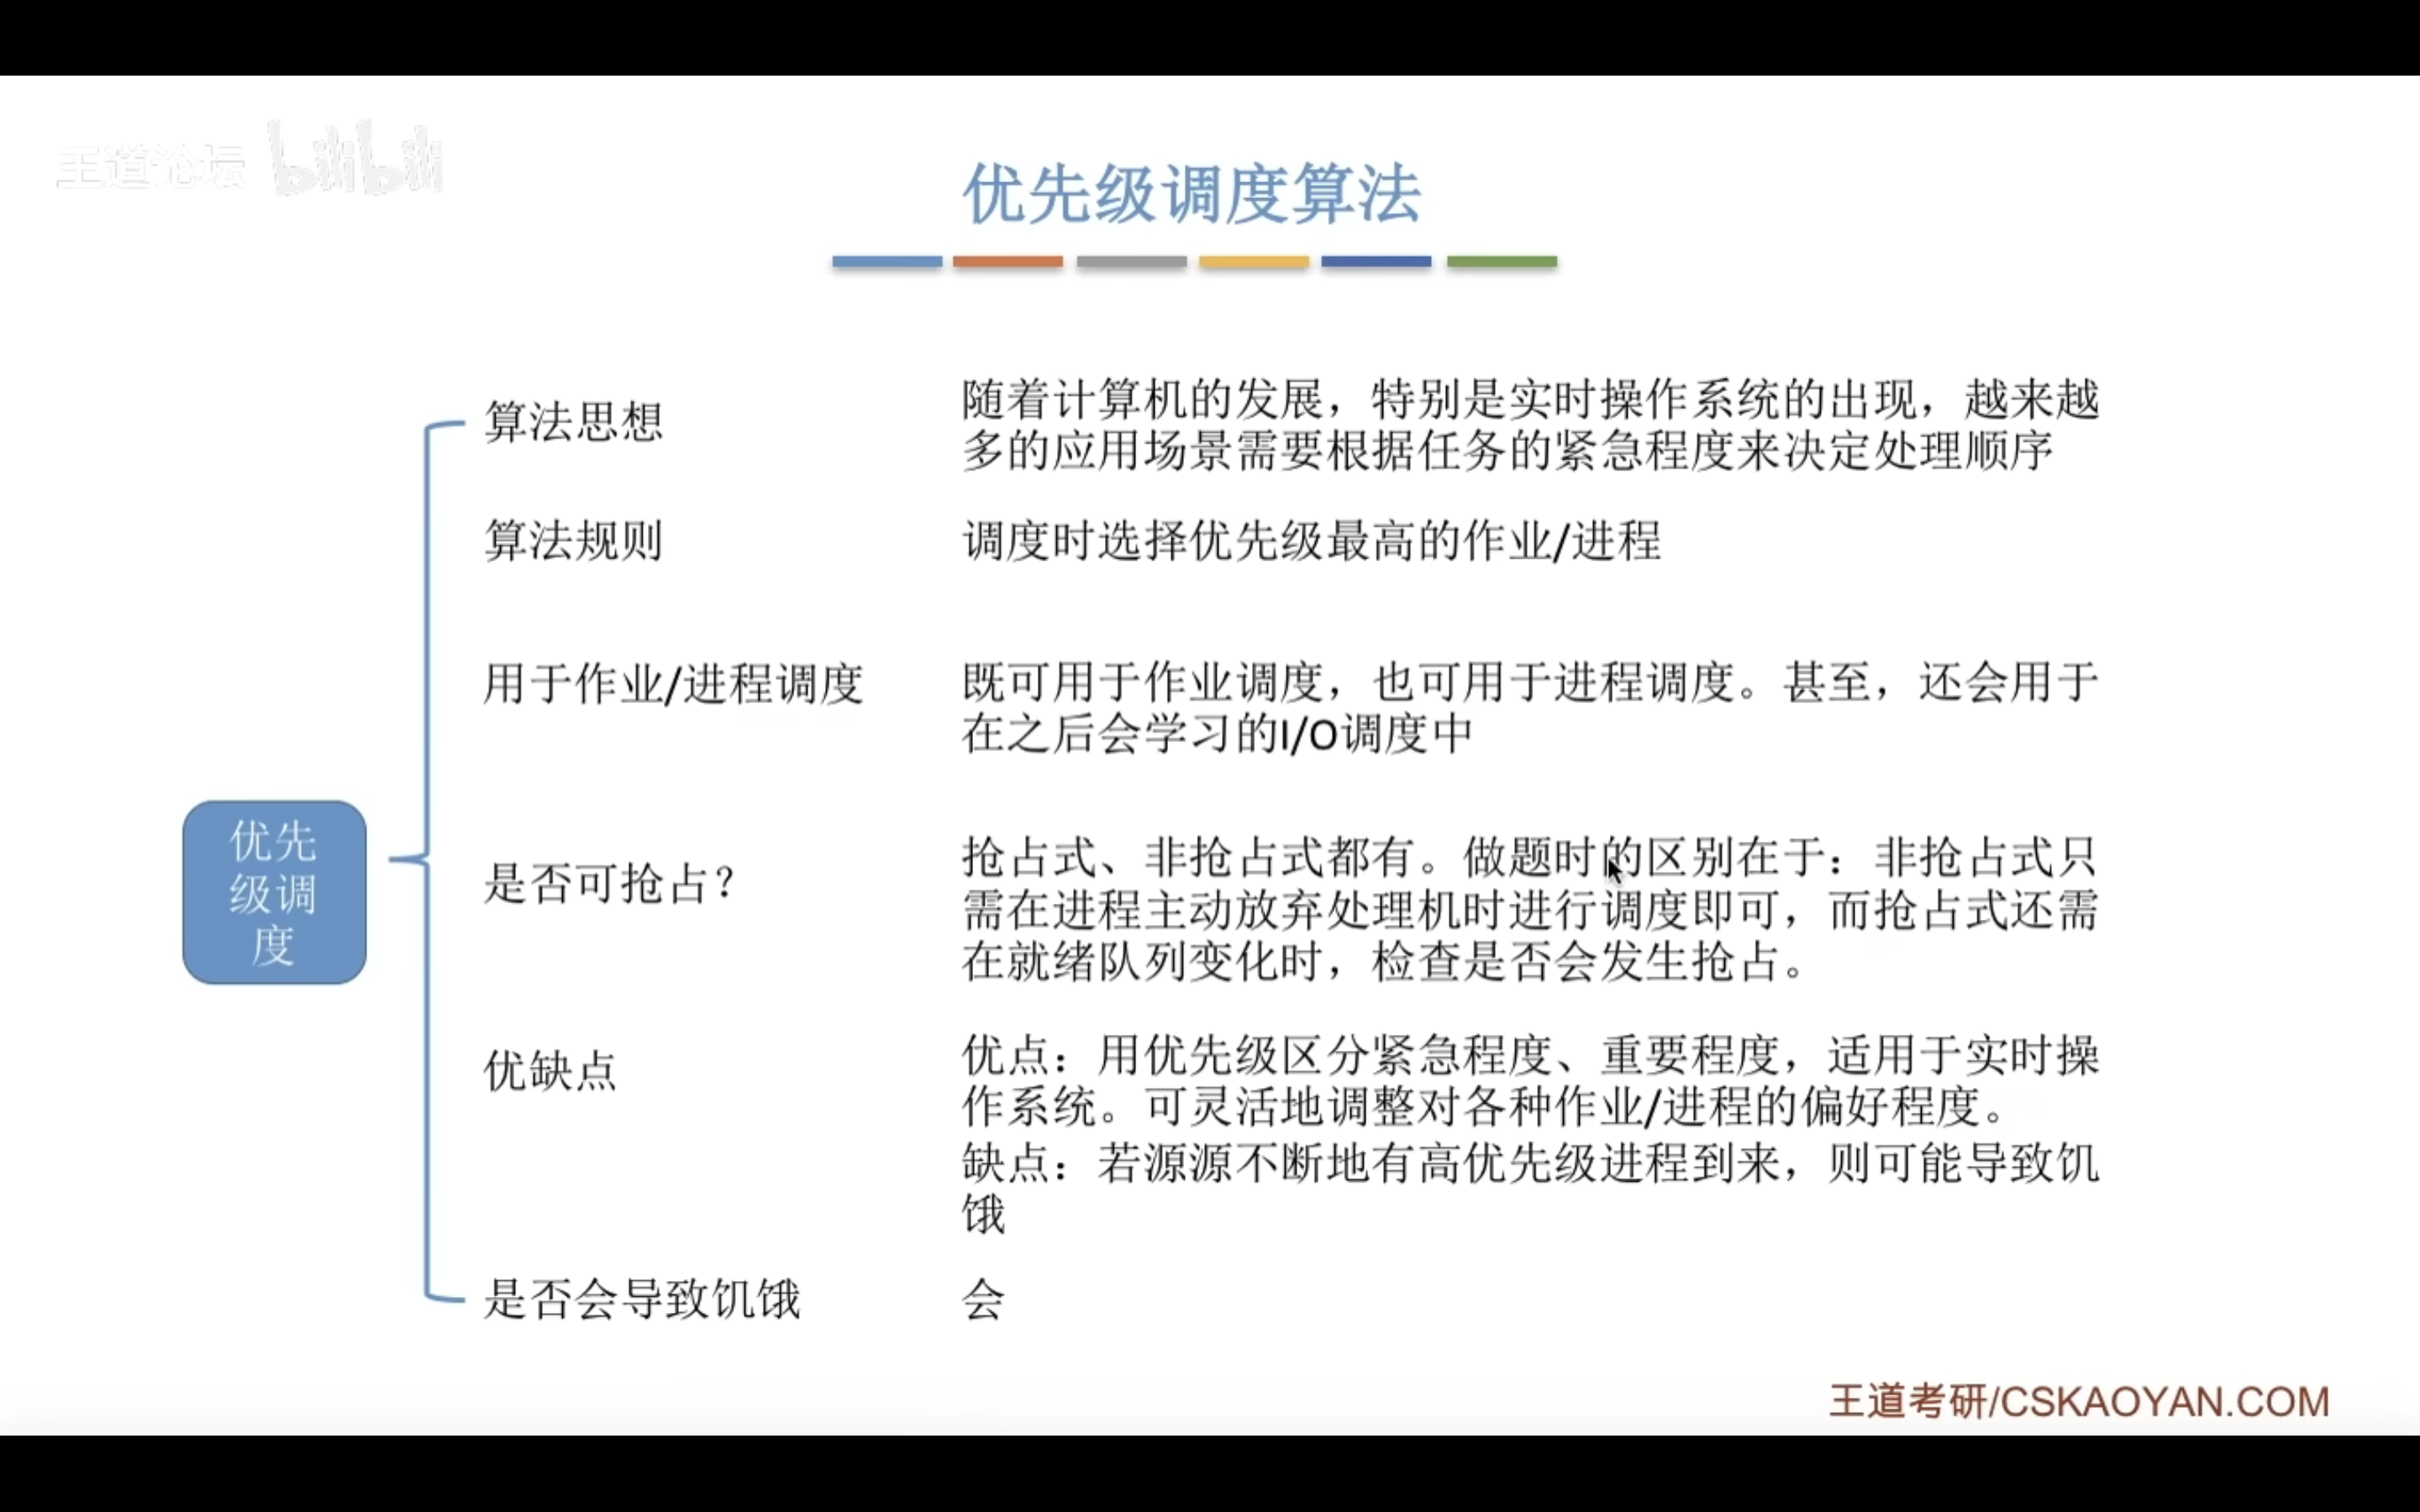 王道论坛 bilibili
优先级调度算法
算法思想
随着计算机的发展，特别是实时操作系统的出现，越来越
多的应用场景需要根据任务的紧急程度来决定处理顺序
算法规则
调度时选择优先级最高的作业/进程
用于作业/进程调度
既可用于作业调度，也可用于进程调度。甚至，还会用于
在之后会学习的I/O调度中
优先
级调
度
是否可抢占？
抢占式、非抢占式都有。做题时的区别在于：非抢占式只
需在进程主动放弃处理机时进行调度即可，而抢占式还需
在就绪队列变化时，检查是否会发生抢占。
优缺点
优点：用优先级区分紧急程度、重要程度，适用于实时操
作系统。可灵活地调整对各种作业/进程的偏好程度。
缺点：若源源不断地有高优先级进程到来，则可能导致饥
饿
是否会导致饥饿
会
王道考研/CSKAOYAN.COM